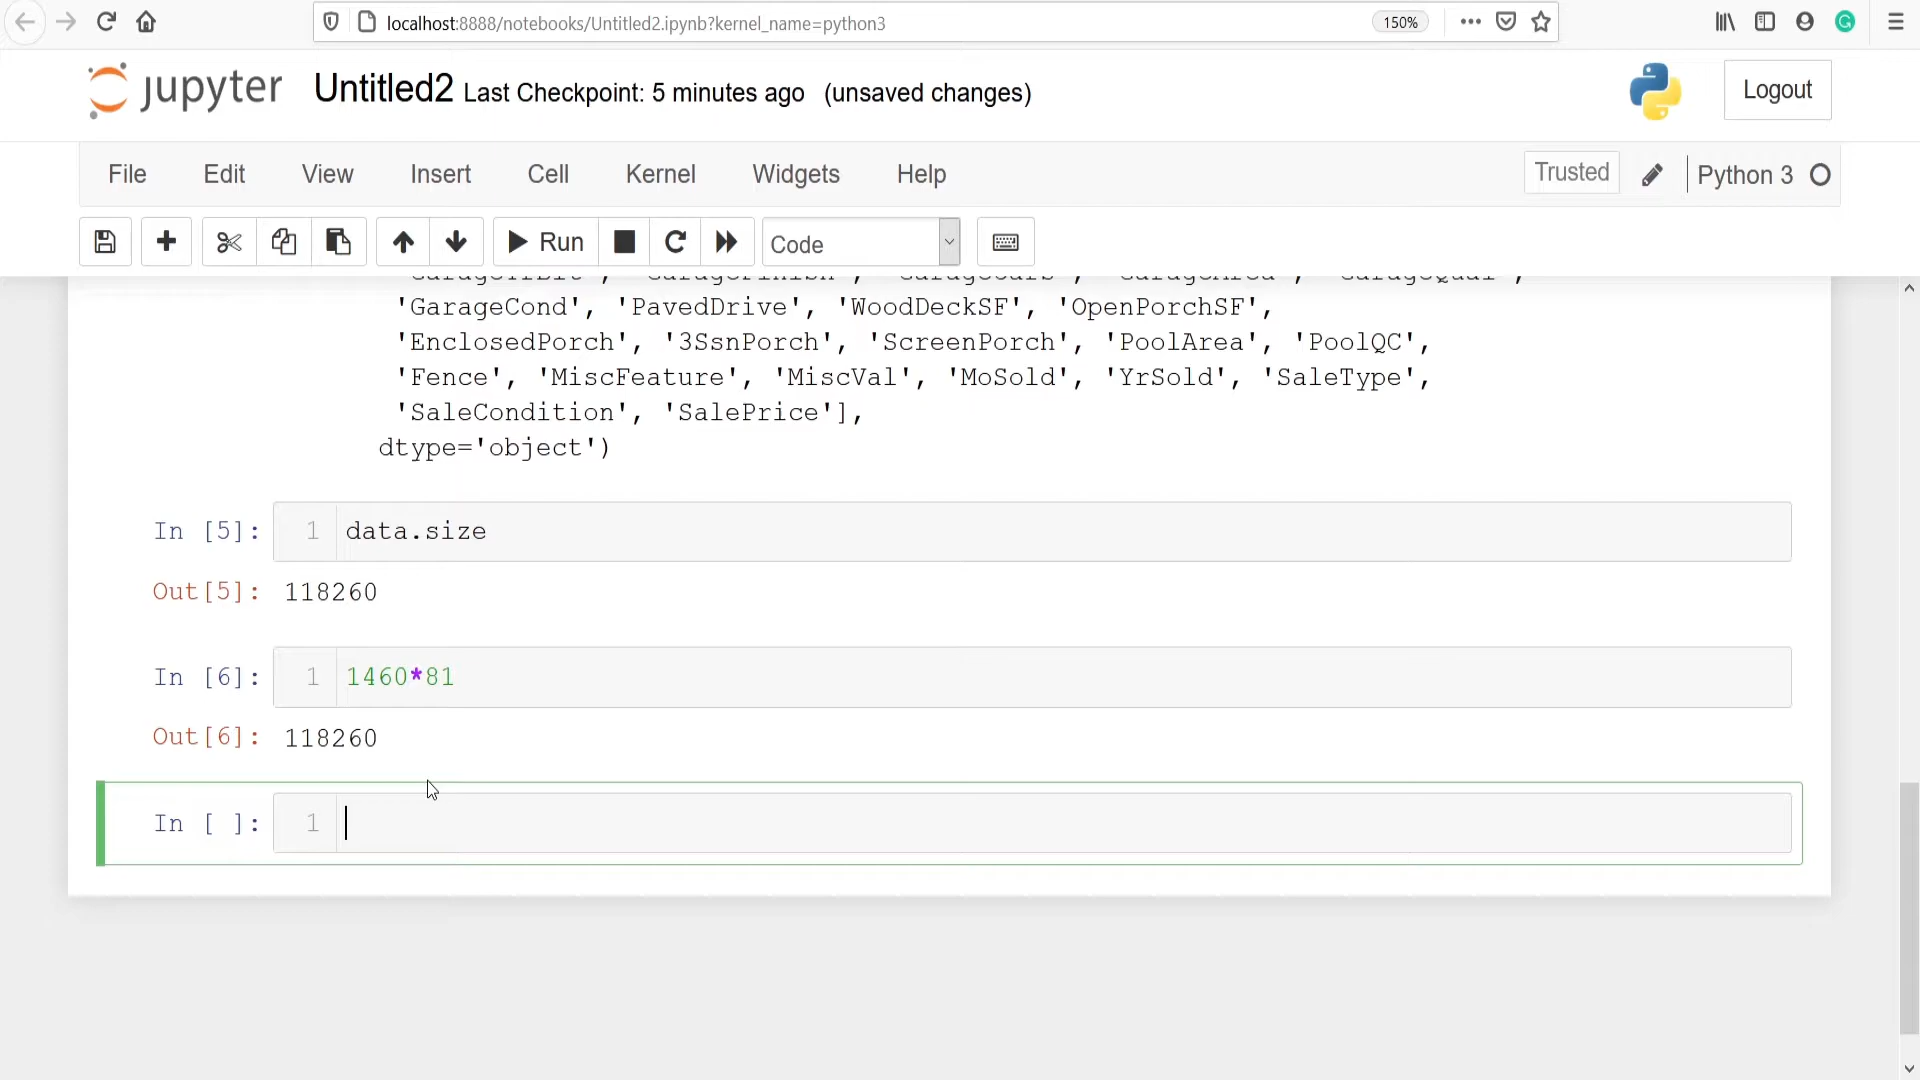 localhost:8888/notebooks/Untitled2.ipynb?kernel_name=python3
150%
jupyter Untitled2 Last Checkpoint: 5 minutes ago (unsaved changes)
Logout
File Edit View Insert Cell Kernel Widgets Help
Trusted Python 3
Run Code
'GarageCond', 'PavedDrive', 'WoodDeckSF', 'OpenPorchSF',
'EnclosedPorch', '3SsnPorch', 'ScreenPorch', 'PoolArea', 'PoolQC',
'Fence', 'MiscFeature', 'MiscVal', 'MoSold', 'YrSold', 'SaleType',
'SaleCondition', 'SalePrice'],
dtype='object')
In [5]: 1 data.size
Out[5]: 118260
In [6]: 1 1460*81
Out[6]: 118260
In [ ]: 1